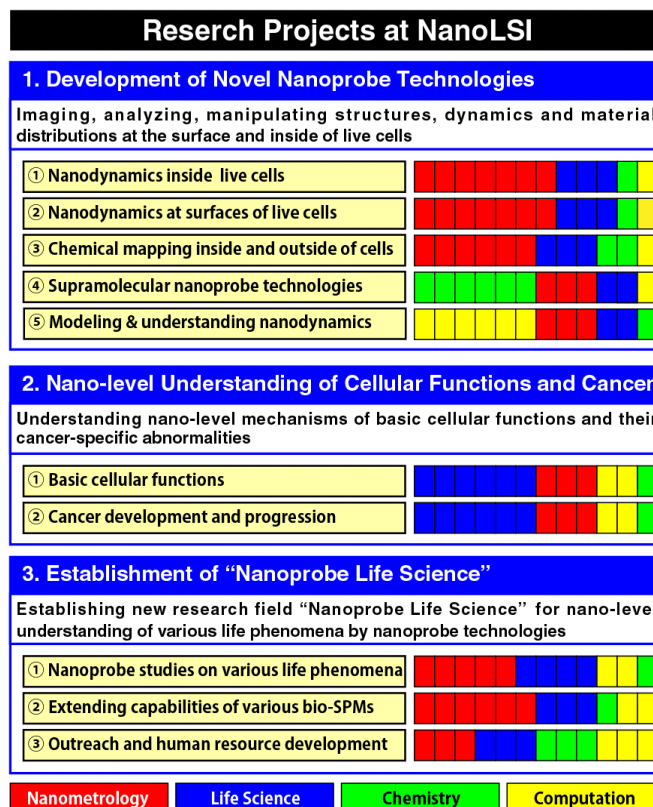 Reserch Projects at NanoLSI
1. Development of Novel Nanoprobe Technologies
Imaging, analyzing, manipulating structures, dynamics and material
distributions at the surface and inside of live cells
① Nanodynamics inside live cells
② Nanodynamics at surfaces of live cells
③ Chemical mapping inside and outside of cells
④ Supramolecular nanoprobe technologies
⑤ Modeling & understanding nanodynamics
2. Nano-level Understanding of Cellular Functions and Cancer
Understanding nano-level mechanisms of basic cellular functions and their
cancer-specific abnormalities
① Basic cellular functions
② Cancer development and progression
3. Establishment of “Nanoprobe Life Science”
Establishing new research field “Nanoprobe Life Science” for nano-leve
understanding of various life phenomena by nanoprobe technologies
① Nanoprobe studies on various life phenomena
② Extending capabilities of various bio-SPMs
③ Outreach and human resource development
Nanometrology Life Science Chemistry Computation